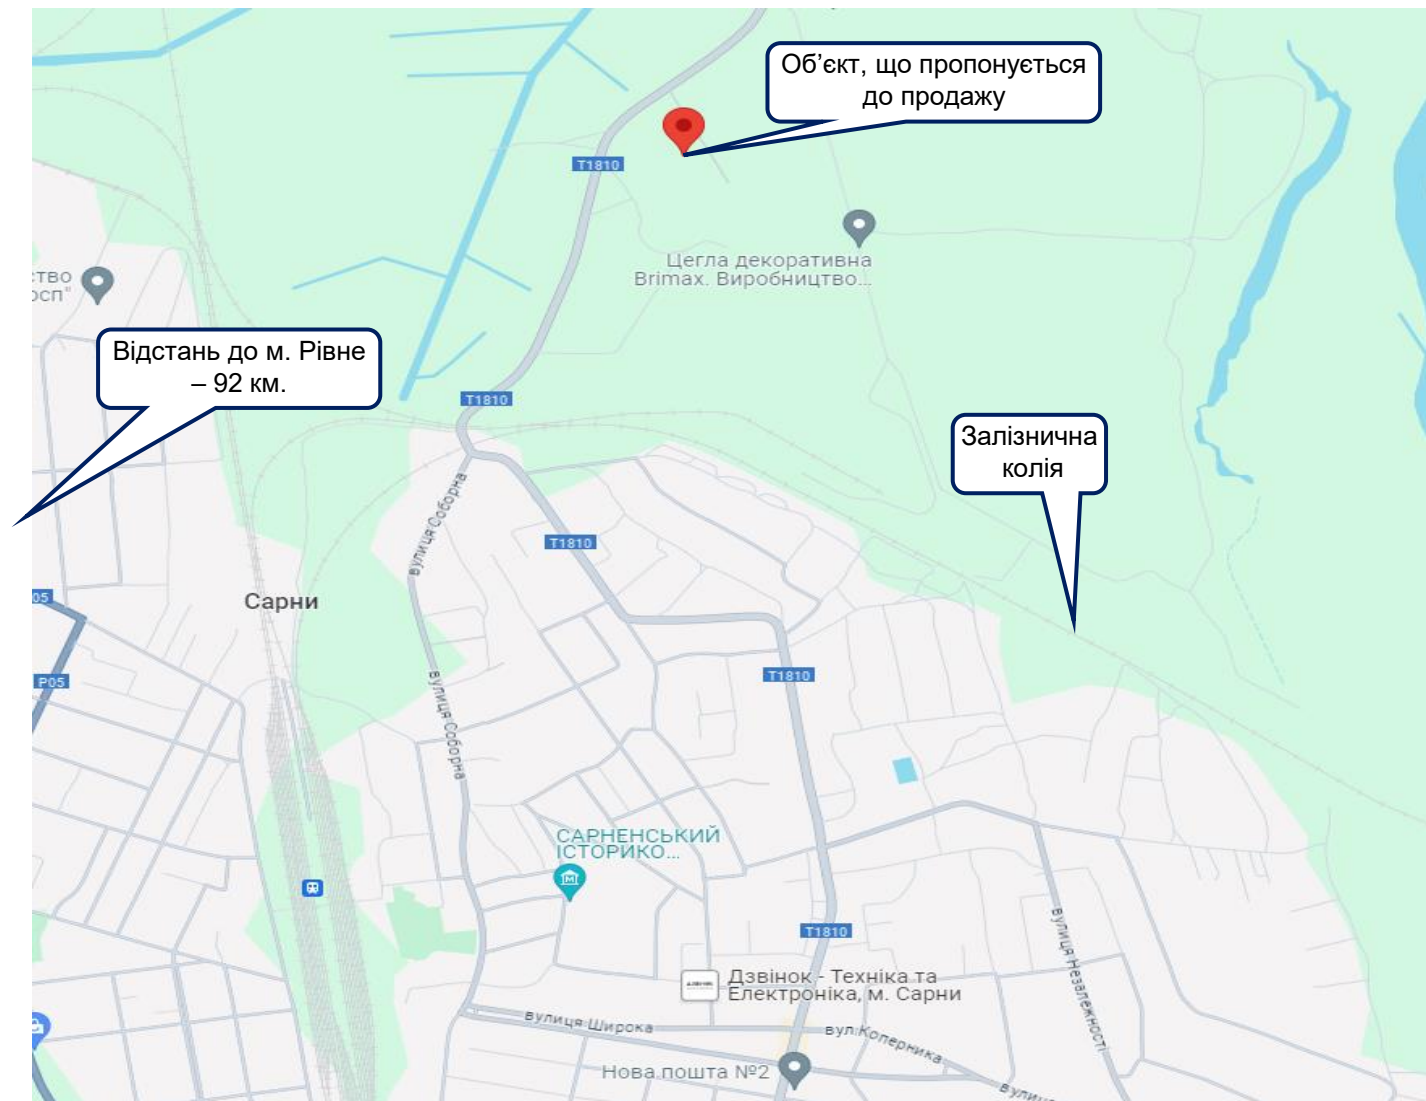 Об’єкт, що пропонується
до продажу
T1810
Цегла декоративна
Brimax. Виробництво...
ство
осп"
Відстань до м. Рівне
– 92 км.
T1810
Залізнична
колія
вулиця Соборна
T1810
05
Сарни
P05
T1810
вулиця Соборна
САРНЕНСЬКИЙ
ІСТОРИКО...
T1810
вулиця Незалежності
Дзвінок - Техніка та
Електроніка, м. Сарни
вулиця Широка
вул. Коперника
Нова пошта №2
вулиця